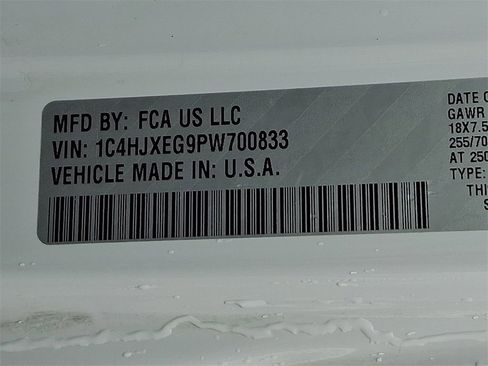 MFD BY: FCA US LLC
VIN: 1C4HJXEG9PW700833
VEHICLE MADE IN: U.S.A.
DATE O
GAWR
18X7.5
255/70
AT 250
TYPE:
THI
S